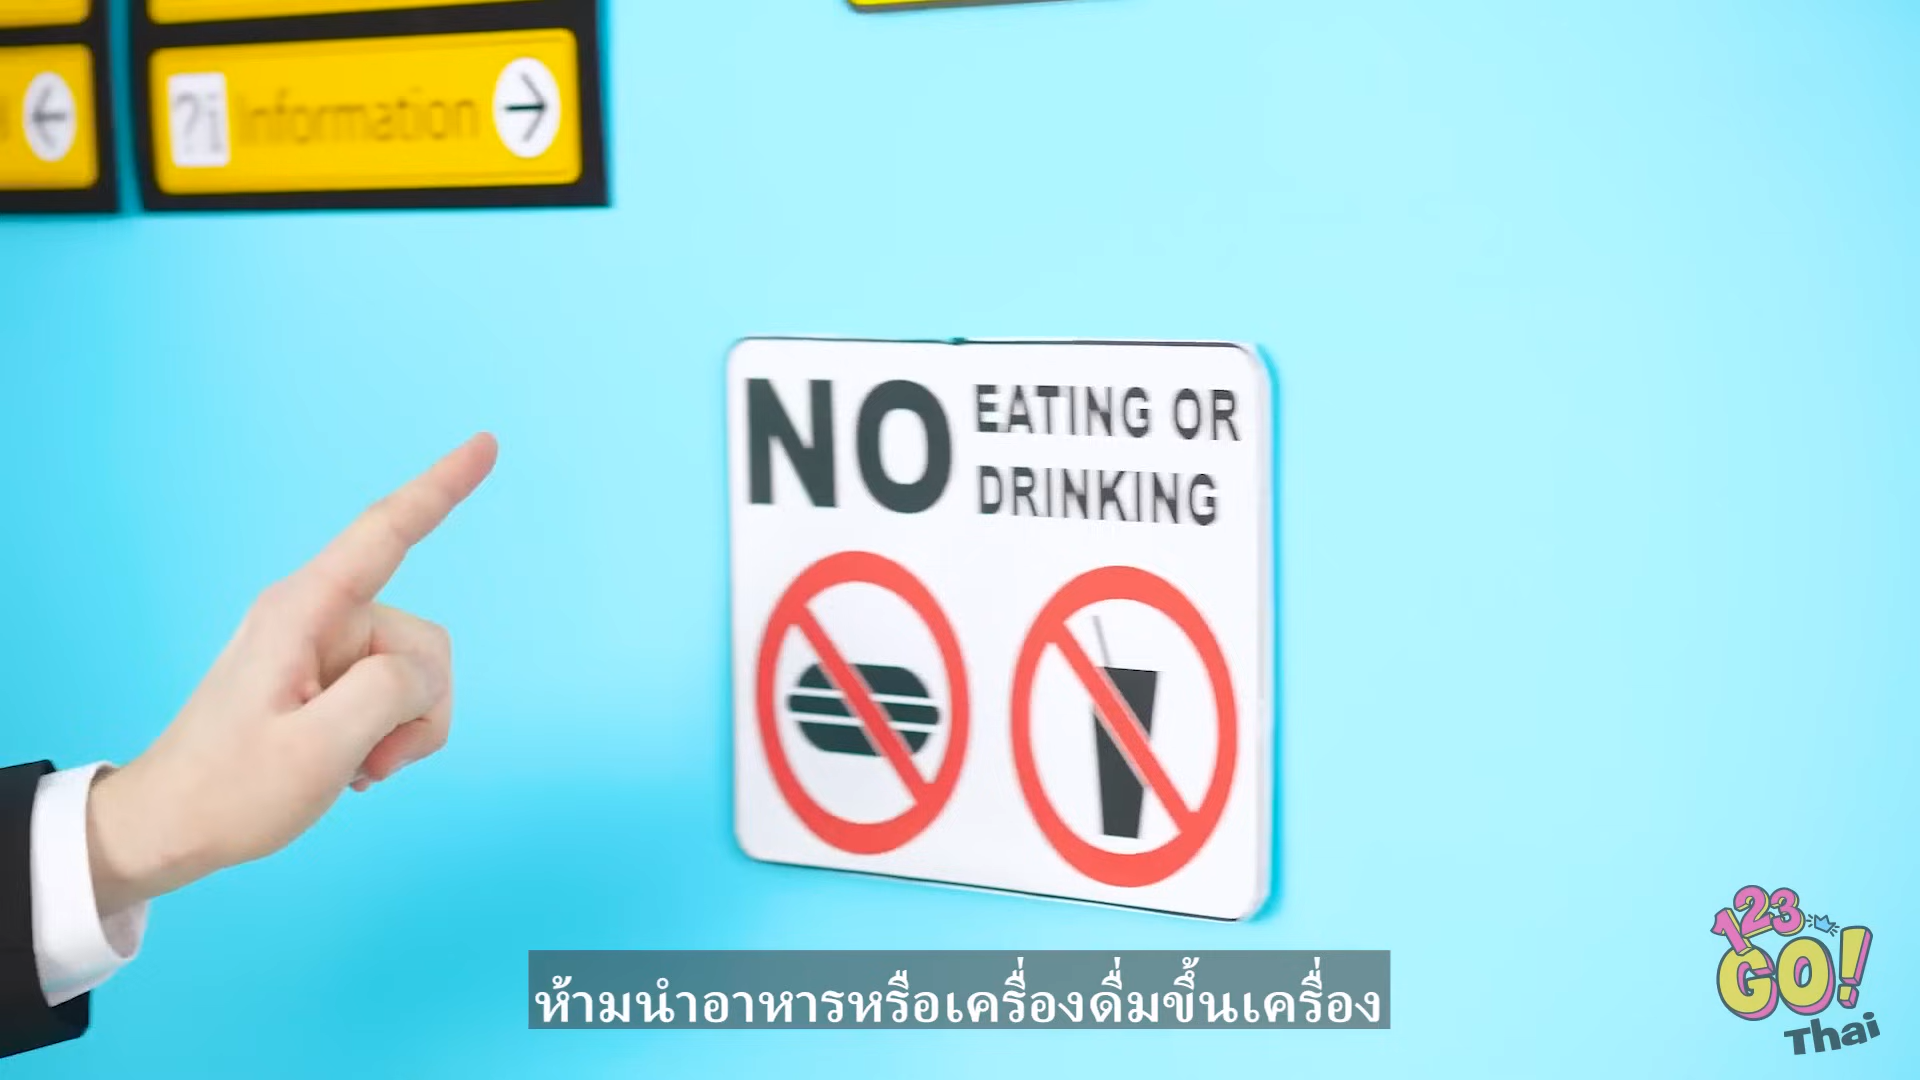 ?i Information
NO EATING OR
DRINKING
ห้ามนำอาหารหรือเครื่องดื่มขึ้นเครื่อง
123
GO!
Thai